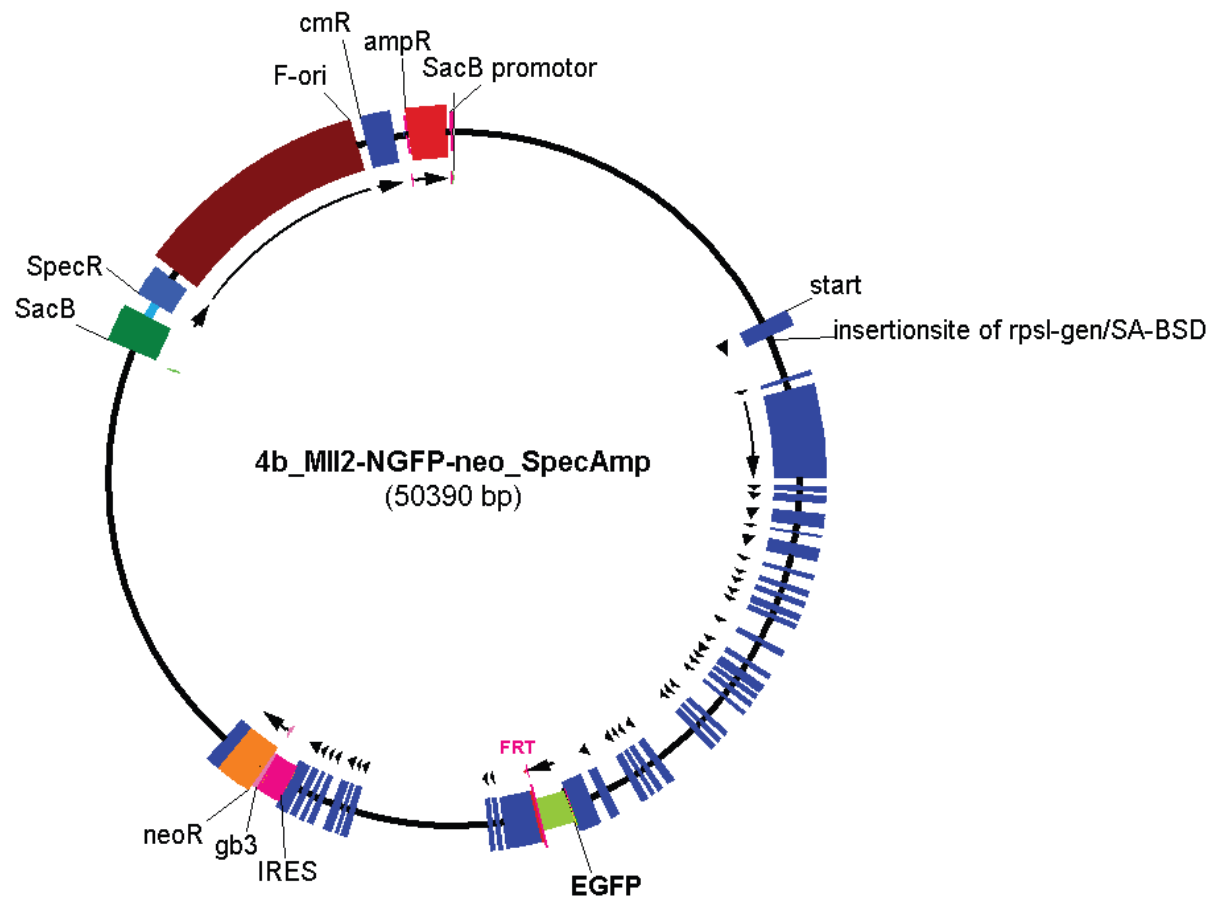 cmR
ampR
SacB promotor
F-ori
SpecR
SacB
start
insertionsite of rpsl-gen/SA-BSD
4b_Mll2-NGFP-neo_SpecAmp
(50390 bp)
FRT
neoR
gb3
IRES
EGFP